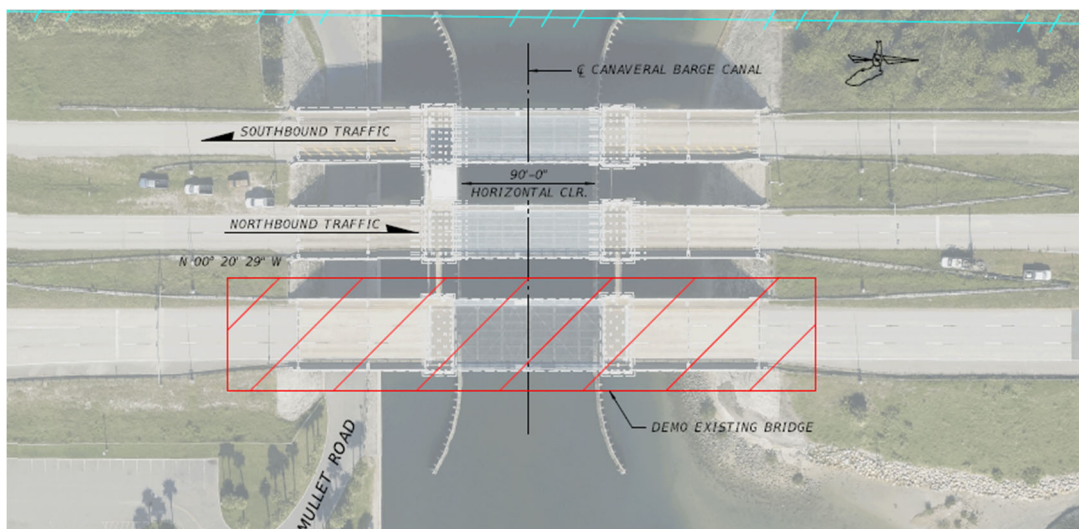 ℄ CANAVERAL BARGE CANAL
SOUTHBOUND TRAFFIC
90'-0"
HORIZONTAL CLR.
NORTHBOUND TRAFFIC
N 00° 20' 29" W
DEMO EXISTING BRIDGE
MULLET ROAD